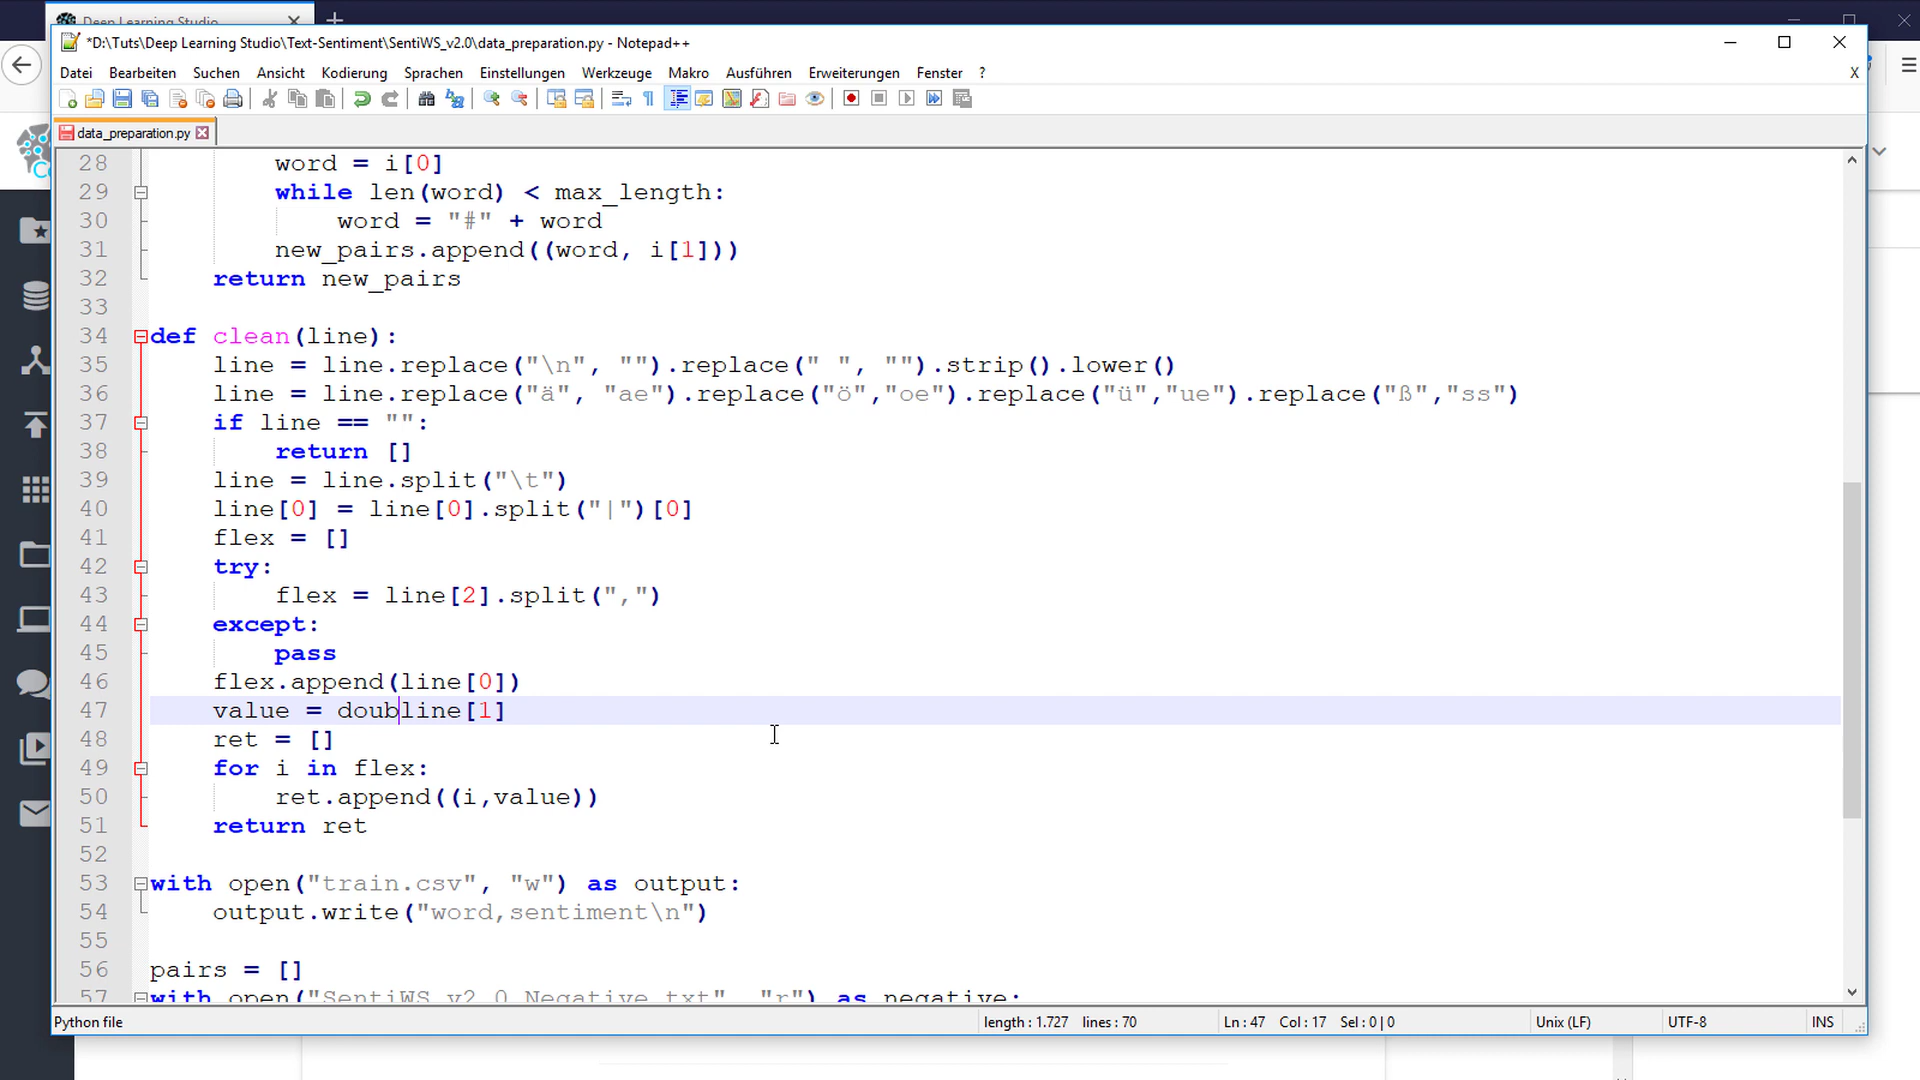 Deep Learning Studio
*D:\Tuts\Deep Learning Studio\Text-Sentiment\SentiWS_v2.0\data_preparation.py - Notepad++
Datei Bearbeiten Suchen Ansicht Kodierung Sprachen Einstellungen Werkzeuge Makro Ausführen Erweiterungen Fenster ? X
data_preparation.py
28 word = i[0]
29 while len(word) < max_length:
30 word = "#" + word
31 new_pairs.append((word, i[1]))
32 return new_pairs
33
34 def clean(line):
35 line = line.replace("\n", "").replace(" ", "").strip().lower()
36 line = line.replace("ä", "ae").replace("ö","oe").replace("ü","ue").replace("ß","ss")
37 if line == "":
38 return []
39 line = line.split("\t")
40 line[0] = line[0].split("|")[0]
41 flex = []
42 try:
43 flex = line[2].split(",")
44 except:
45 pass
46 flex.append(line[0])
47 value = doubline[1]
48 ret = []
49 for i in flex:
50 ret.append((i,value))
51 return ret
52
53 with open("train.csv", "w") as output:
54 output.write("word,sentiment\n")
55
56 pairs = []
57 with open("SentiWS_v2.0_Negative.txt", "r") as negative:
Python file length : 1.727 lines : 70 Ln : 47 Col : 17 Sel : 0 | 0 Unix (LF) UTF-8 INS